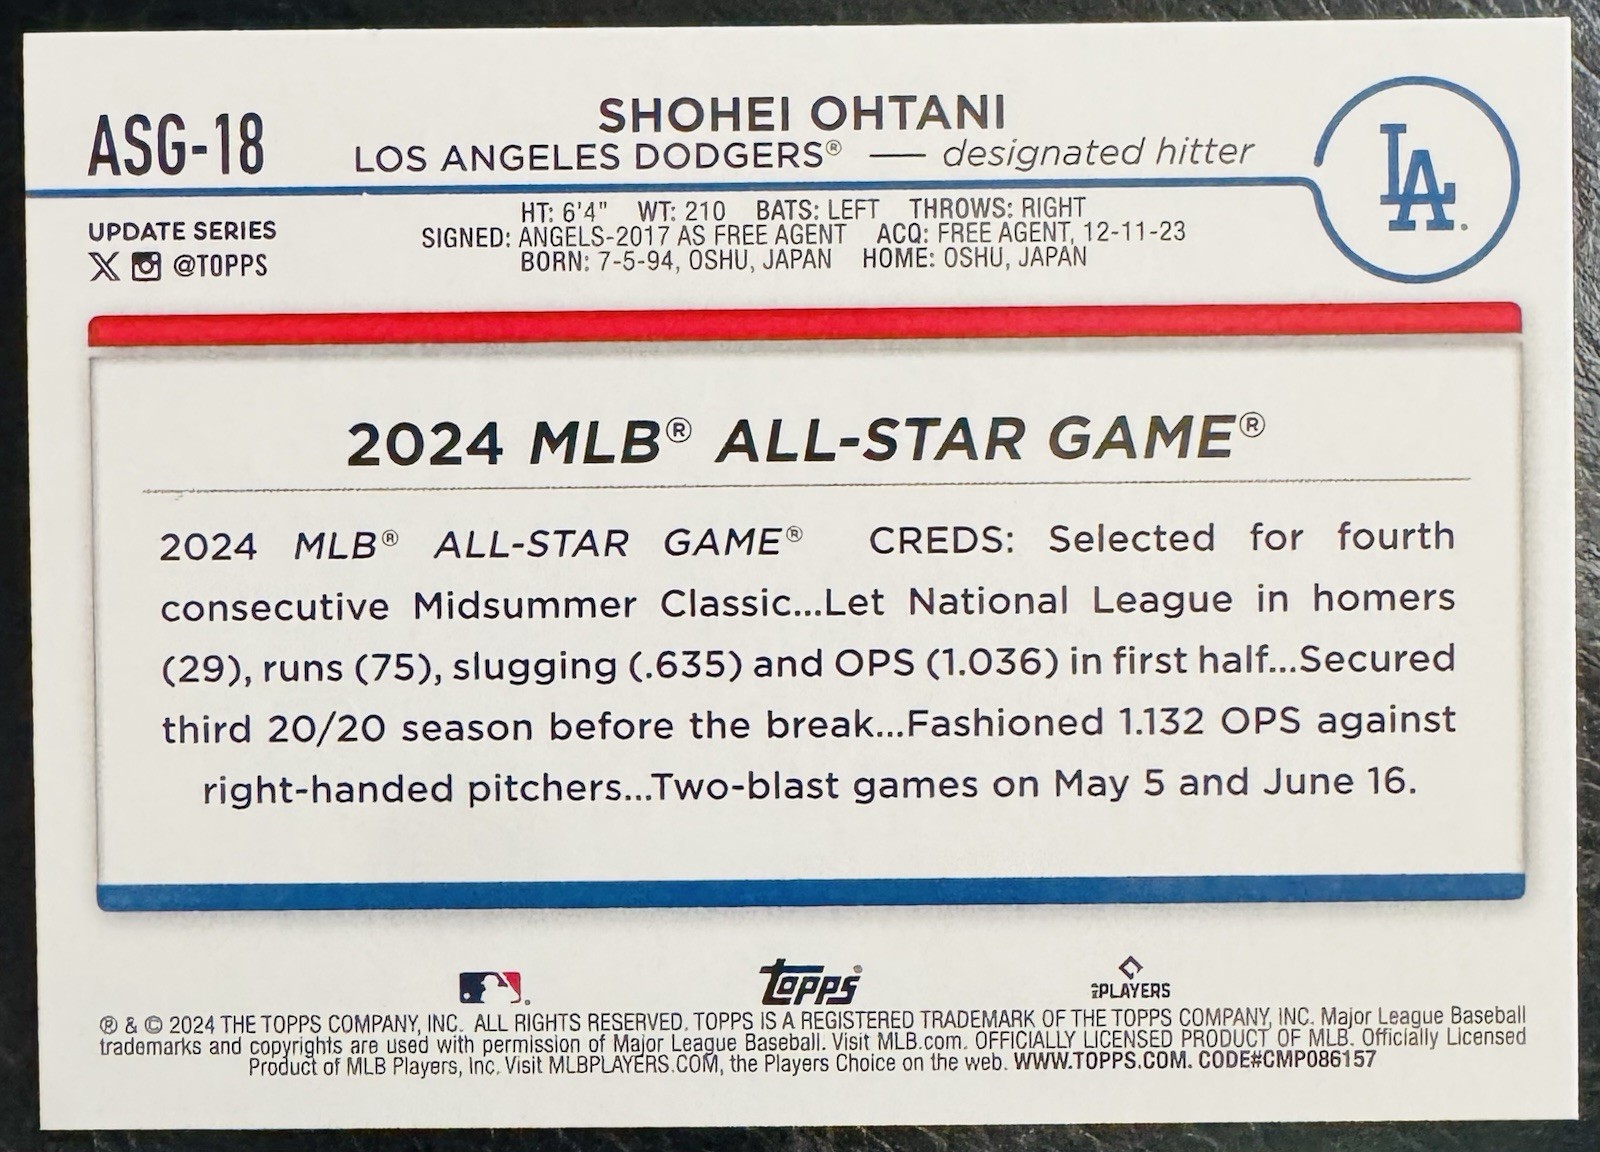 ASG-18
SHOHEI OHTANI
LOS ANGELES DODGERS® — designated hitter
LA
UPDATE SERIES
X @TOPPS
HT: 6'4" WT: 210 BATS: LEFT THROWS: RIGHT
SIGNED: ANGELS-2017 AS FREE AGENT ACQ: FREE AGENT, 12-11-23
BORN: 7-5-94, OSHU, JAPAN HOME: OSHU, JAPAN
2024 MLB® ALL-STAR GAME®
2024 MLB® ALL-STAR GAME® CREDS: Selected for fourth
consecutive Midsummer Classic...Let National League in homers
(29), runs (75), slugging (.635) and OPS (1.036) in first half...Secured
third 20/20 season before the break...Fashioned 1.132 OPS against
right-handed pitchers...Two-blast games on May 5 and June 16.
Topps®
PLAYERS
℗ & © 2024 THE TOPPS COMPANY, INC. ALL RIGHTS RESERVED. TOPPS IS A REGISTERED TRADEMARK OF THE TOPPS COMPANY, INC. Major League Baseball
trademarks and copyrights are used with permission of Major League Baseball. Visit MLB.com. OFFICIALLY LICENSED PRODUCT OF MLB. Officially Licensed
Product of MLB Players, Inc. Visit MLBPLAYERS.COM, the Players Choice on the web. WWW.TOPPS.COM. CODE#CMP086157